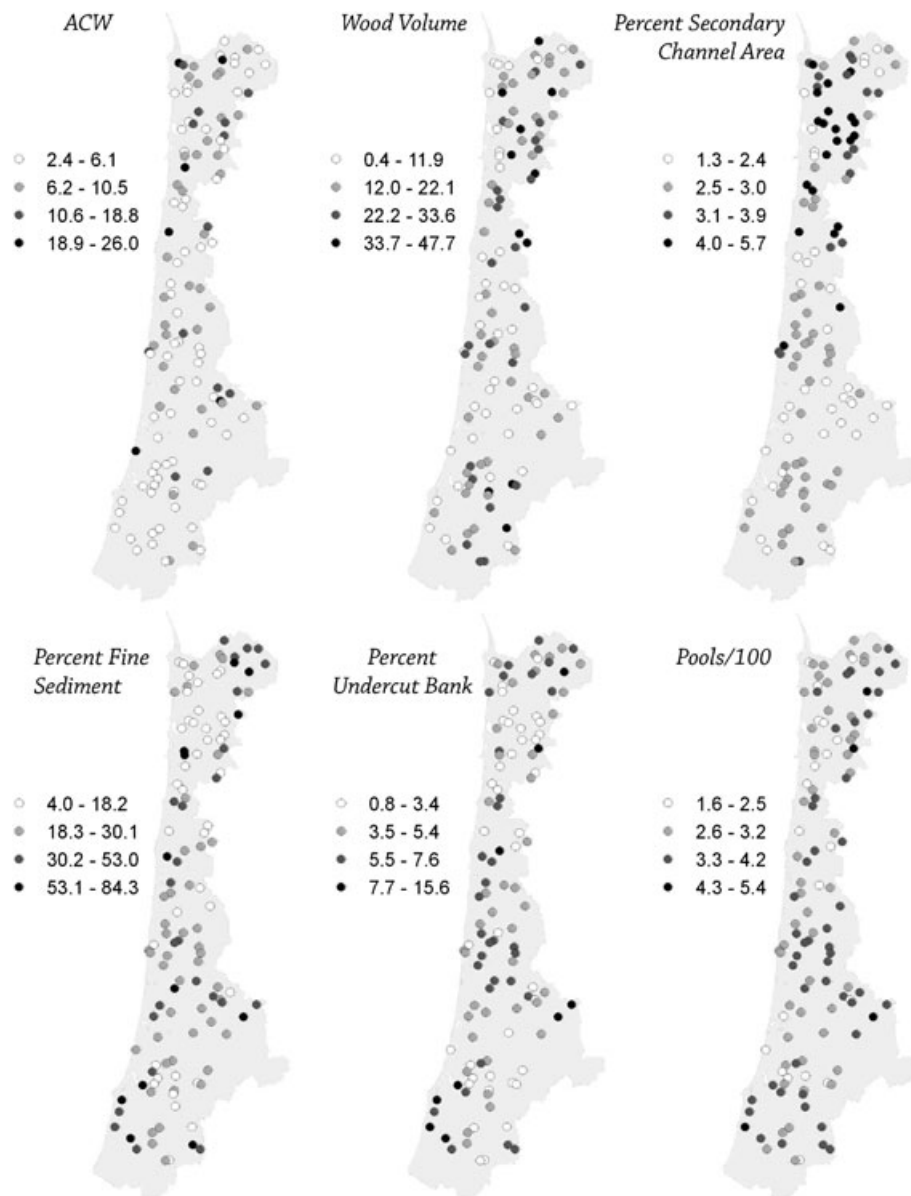 ACW
2.4 - 6.1
6.2 - 10.5
10.6 - 18.8
18.9 - 26.0
Wood Volume
0.4 - 11.9
12.0 - 22.1
22.2 - 33.6
33.7 - 47.7
Percent Secondary
Channel Area
1.3 - 2.4
2.5 - 3.0
3.1 - 3.9
4.0 - 5.7
Percent Fine
Sediment
4.0 - 18.2
18.3 - 30.1
30.2 - 53.0
53.1 - 84.3
Percent
Undercut Bank
0.8 - 3.4
3.5 - 5.4
5.5 - 7.6
7.7 - 15.6
Pools/100
1.6 - 2.5
2.6 - 3.2
3.3 - 4.2
4.3 - 5.4